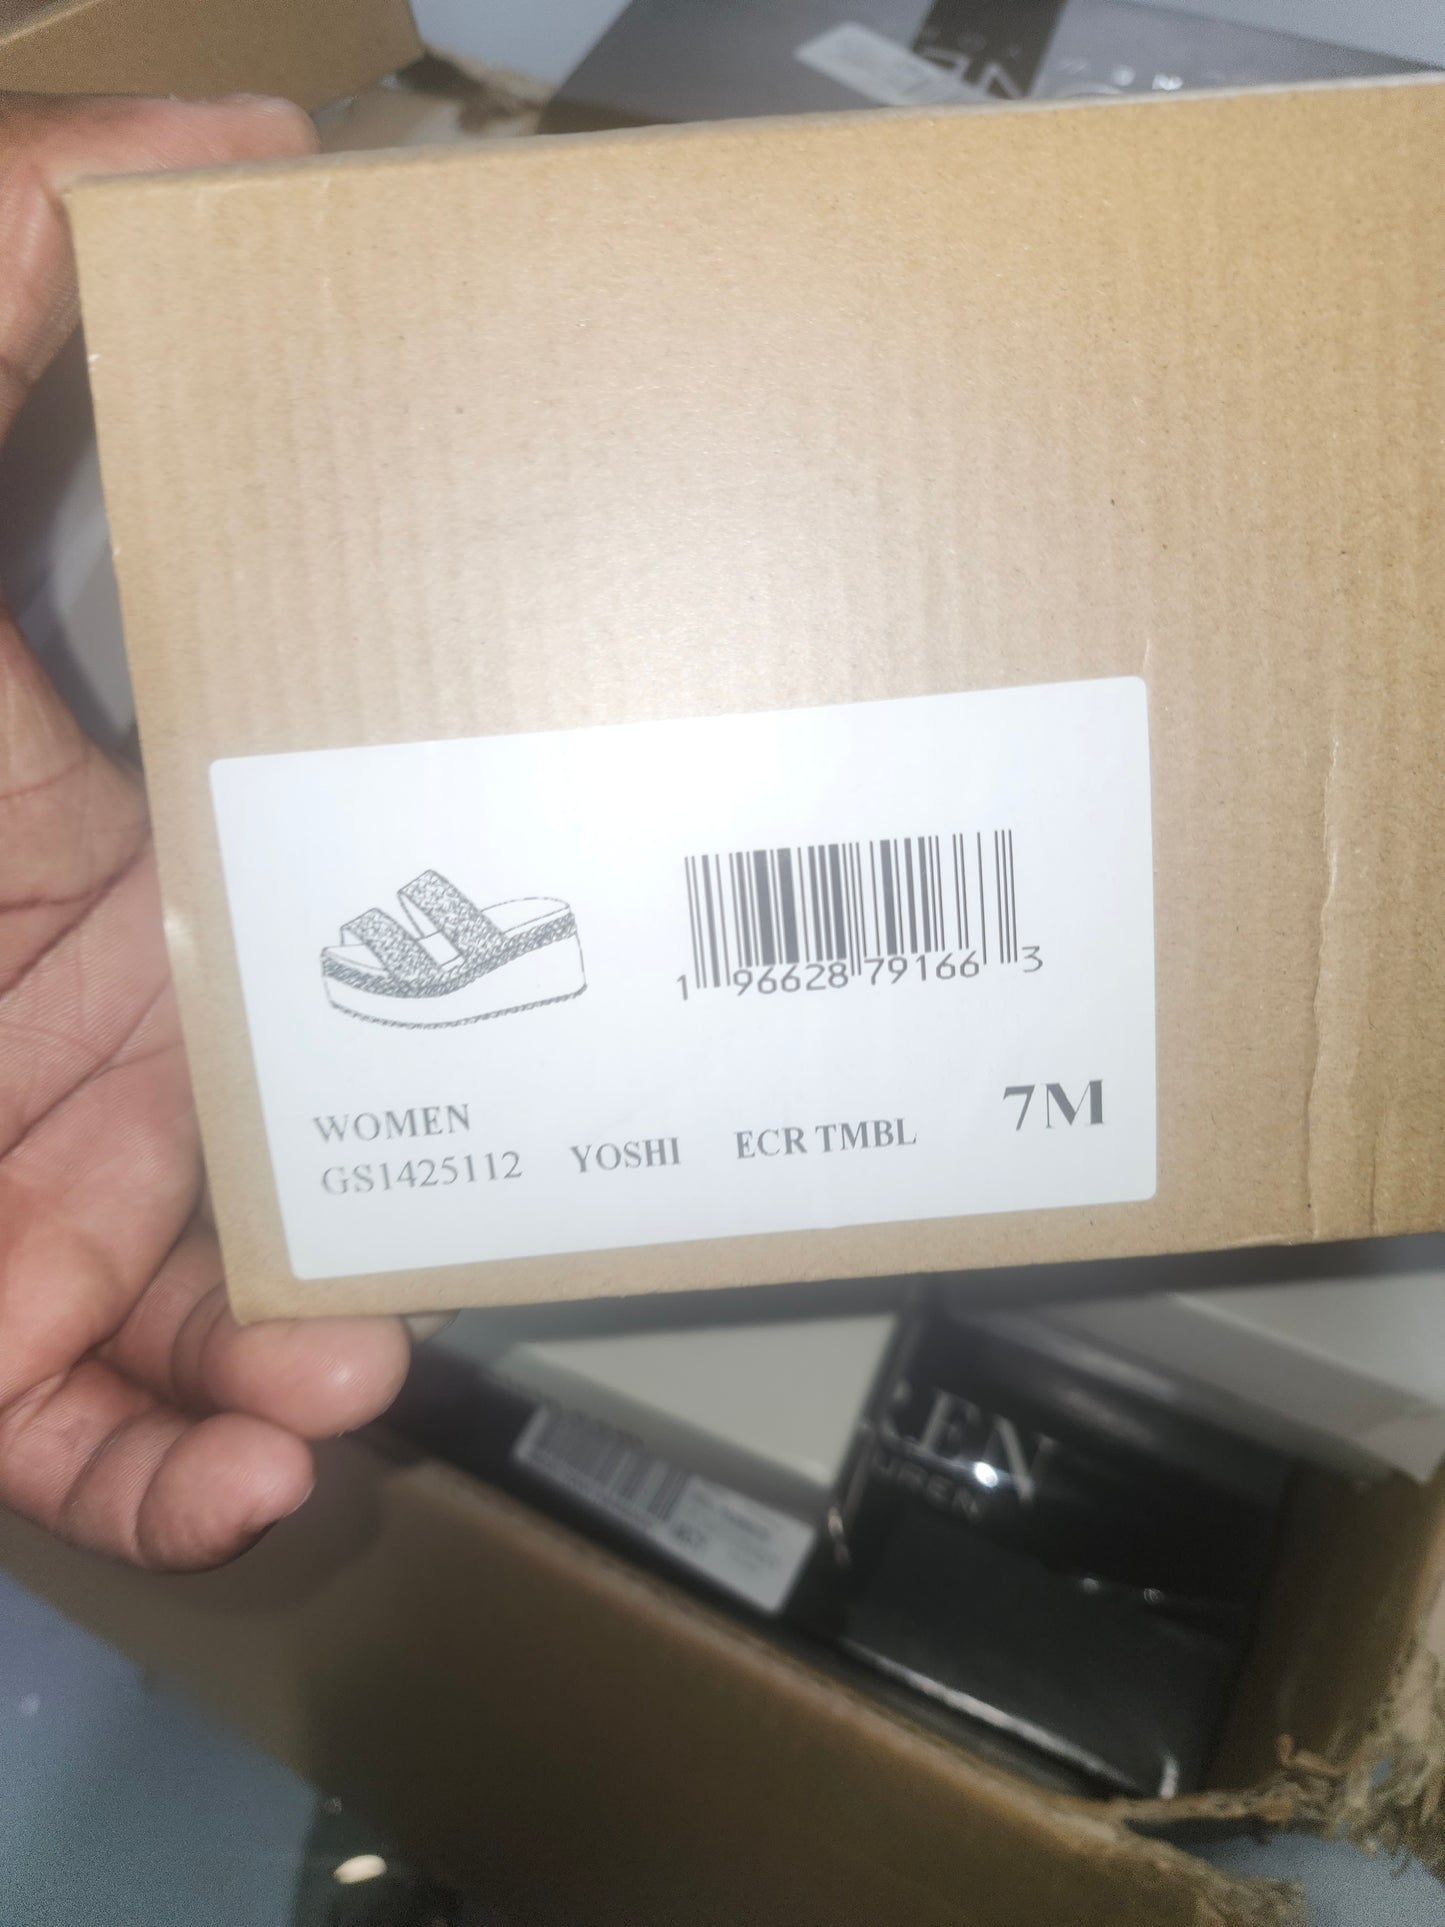 1 96628 79166 3
WOMEN
GS1425112 YOSHI ECR TMBL 7M
REN
UREN